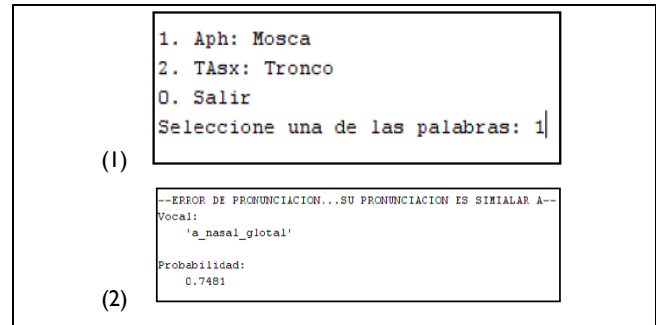 1. Aph: Mosca
2. TAsx: Tronco
0. Salir
Seleccione una de las palabras: 1
(1)
--ERROR DE PRONUNCIACION...SU PRONUNCIACION ES SIMIALAR A--
Vocal:
'a_nasal_glotal'
Probabilidad:
0.7481
(2)